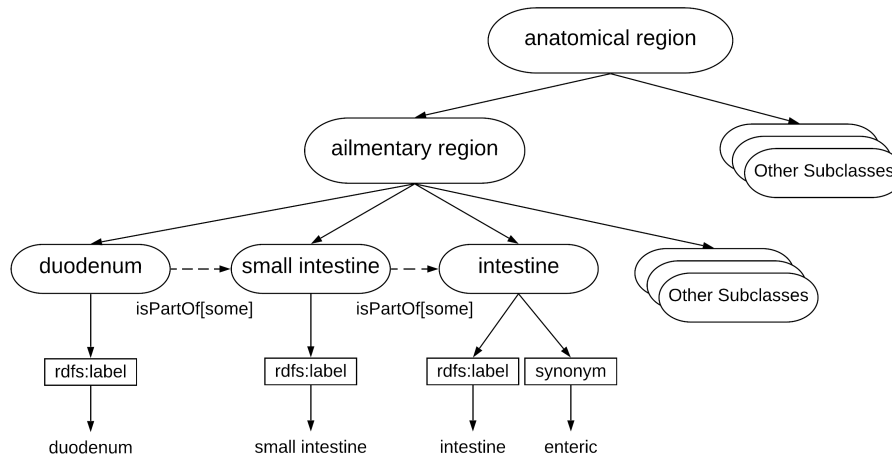 anatomical region
ailmentary region
Other Subclasses
duodenum
small intestine
intestine
Other Subclasses
isPartOf[some]
isPartOf[some]
rdfs:label
rdfs:label
rdfs:label
synonym
duodenum
small intestine
intestine
enteric